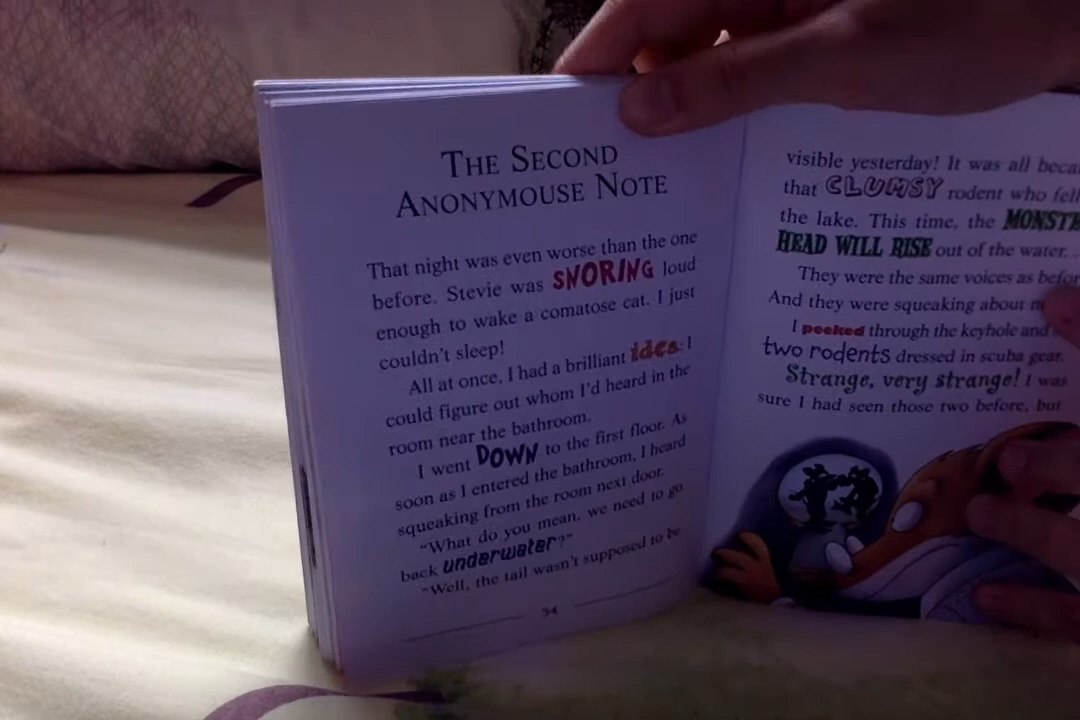 THE SECOND
ANONYMOUSE NOTE
That night was even worse than the one
before. Stevie was SNORING loud
enough to wake a comatose cat. I just
couldn't sleep!
All at once, I had a brilliant idea: I
could figure out whom I'd heard in the
room near the bathroom.
I went DOWN to the first floor. As
soon as I entered the bathroom, I heard
squeaking from the room next door.
"What do you mean, we need to go
back underwater?"
"Well, the tail wasn't supposed to be
54
visible yesterday! It was all
that CLUMSY rodent who fell
the lake. This time, the
HEAD WILL RISE out of the water. . .
They were the same voices as
And they were squeaking about
I peeked through the keyhole and
two rodents dressed in scuba gear.
Strange, very strange! I was
sure I had seen those two before, but